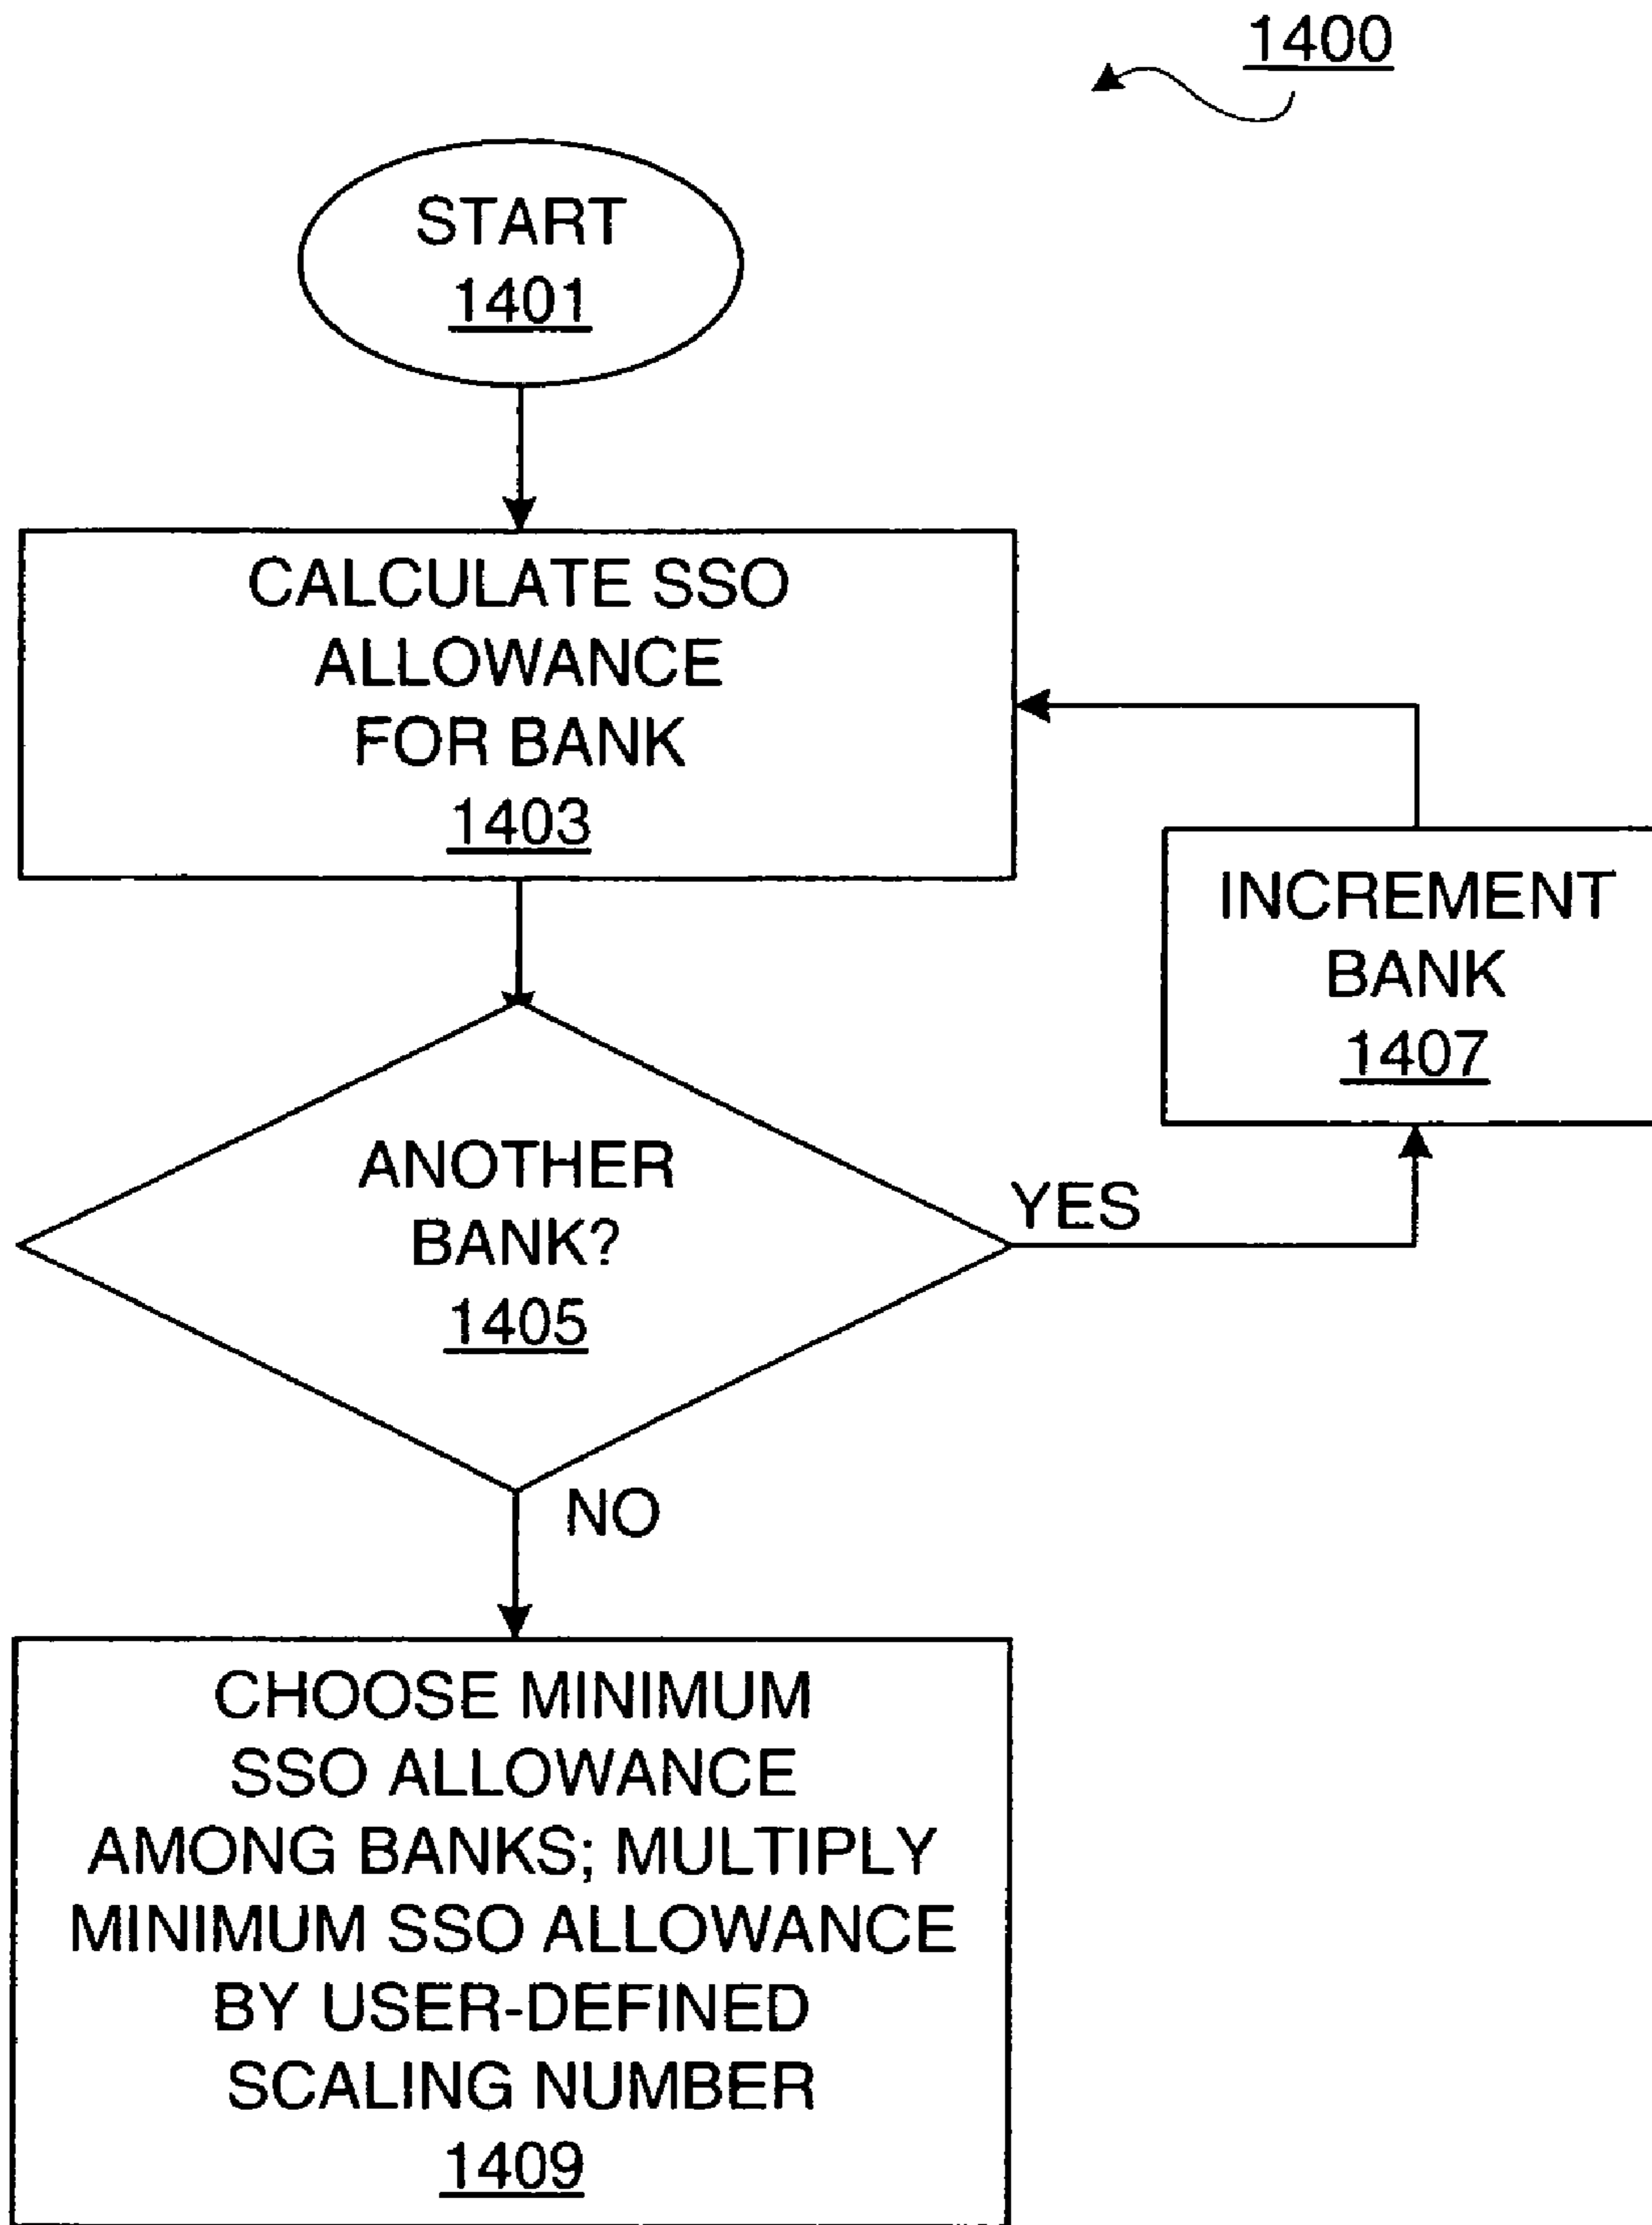 1400
START
1401
CALCULATE SSO
ALLOWANCE
FOR BANK
1403
INCREMENT
BANK
1407
ANOTHER
BANK?
1405
YES
NO
CHOOSE MINIMUM
SSO ALLOWANCE
AMONG BANKS; MULTIPLY
MINIMUM SSO ALLOWANCE
BY USER-DEFINED
SCALING NUMBER
1409